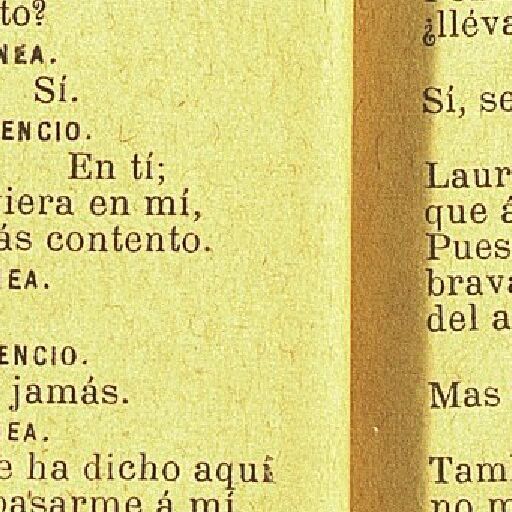 to?
NEA.
Sí.
ENCIO.
En tí;
iera en mí,
ás contento.
EA.
ENCIO.
jamás.
EA.
e ha dicho aquí
pasarme á mí
¿lléva
Sí, se
Laur
que á
Pues
brava
del a
Mas
Tam
no m